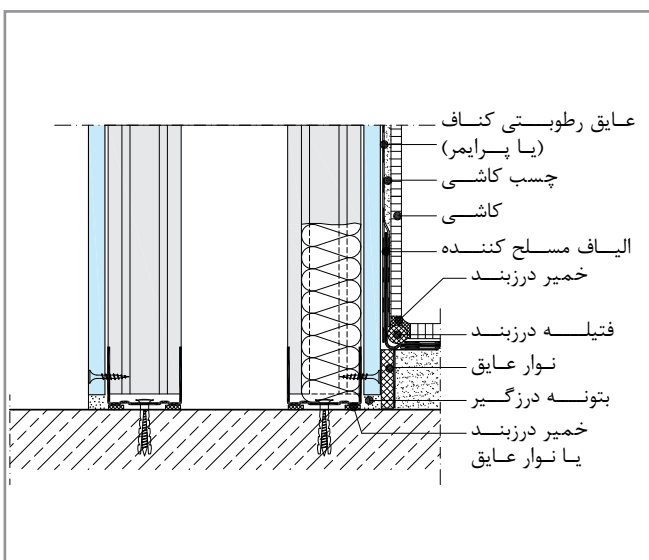 عایق رطوبتی کناف
(یا پرایمر)
چسب کاشی
کاشی
الیاف مسلح کننده
خمیر درزبند
فتیله درزبند
نوار عایق
بتونه درزگیر
خمیر درزبند
یا نوار عایق